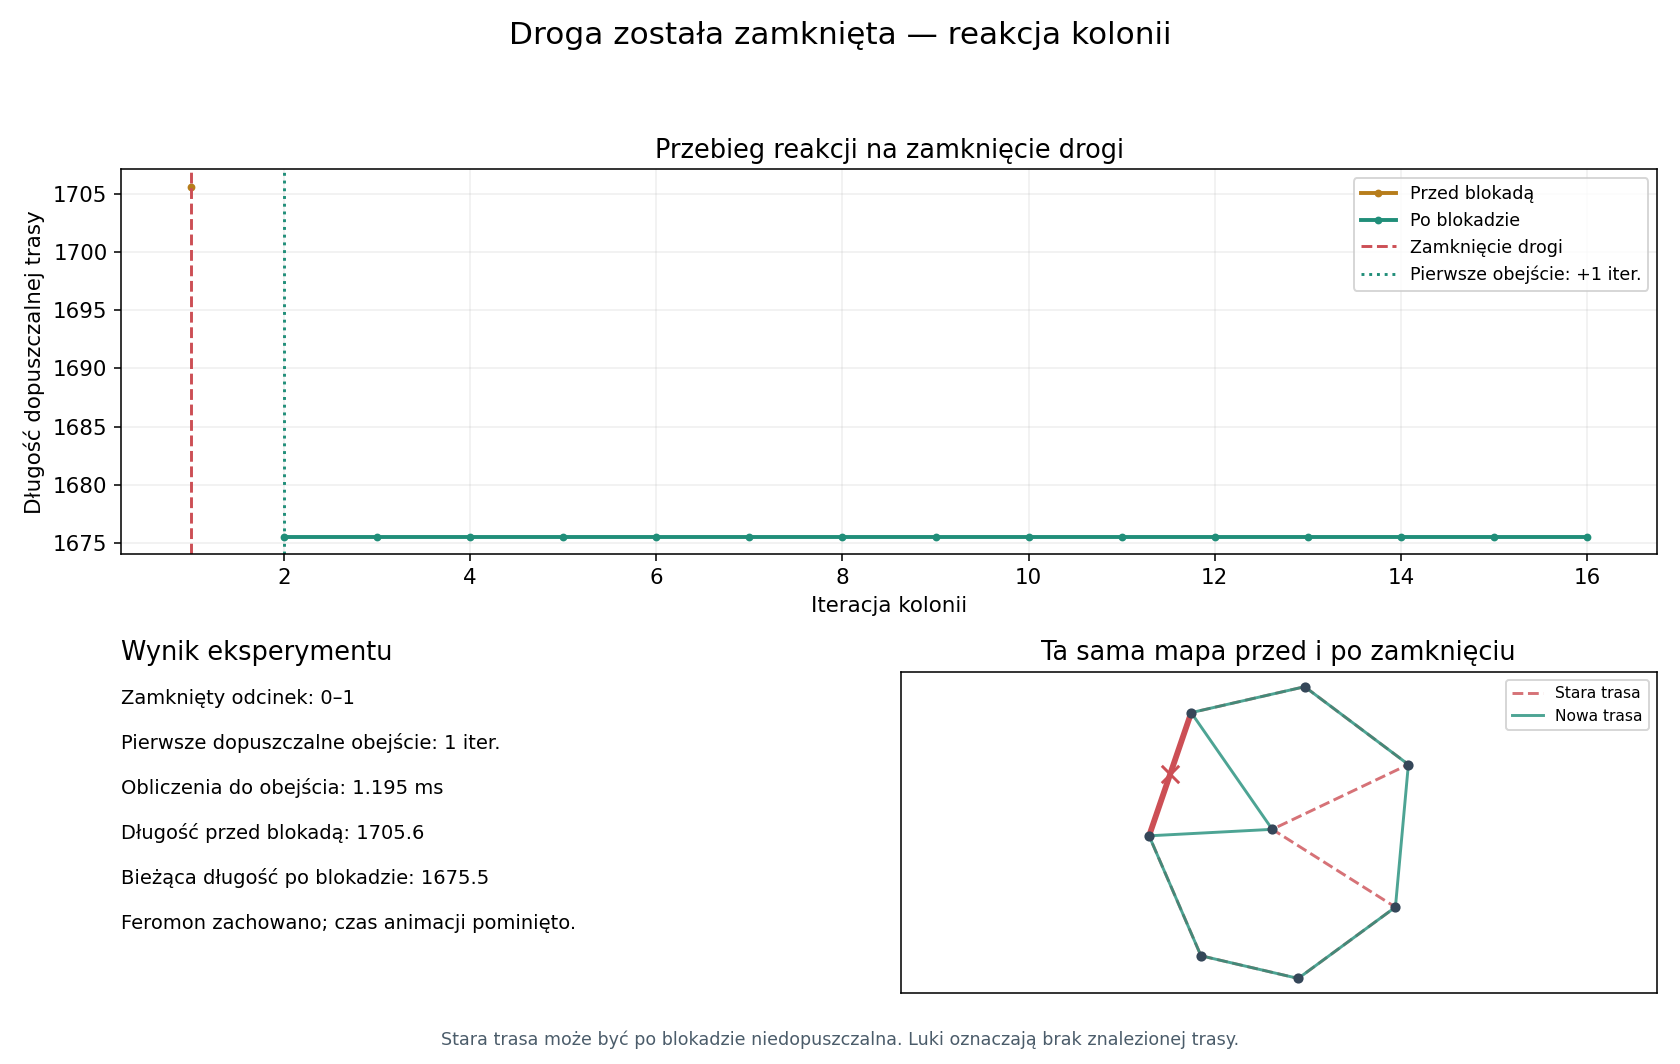 Droga została zamknięta — reakcja kolonii
Przebieg reakcji na zamknięcie drogi
Długość dopuszczalnej trasy
1705
1700
1695
1690
1685
1680
1675
Przed blokadą
Po blokadzie
Zamknięcie drogi
Pierwsze obejście: +1 iter.
2 4 6 8 10 12 14 16
Iteracja kolonii
Wynik eksperymentu
Zamknięty odcinek: 0–1
Pierwsze dopuszczalne obejście: 1 iter.
Obliczenia do obejścia: 1.195 ms
Długość przed blokadą: 1705.6
Bieżąca długość po blokadzie: 1675.5
Feromon zachowano; czas animacji pominięto.
Ta sama mapa przed i po zamknięciu
Stara trasa
Nowa trasa
Stara trasa może być po blokadzie niedopuszczalna. Luki oznaczają brak znalezionej trasy.